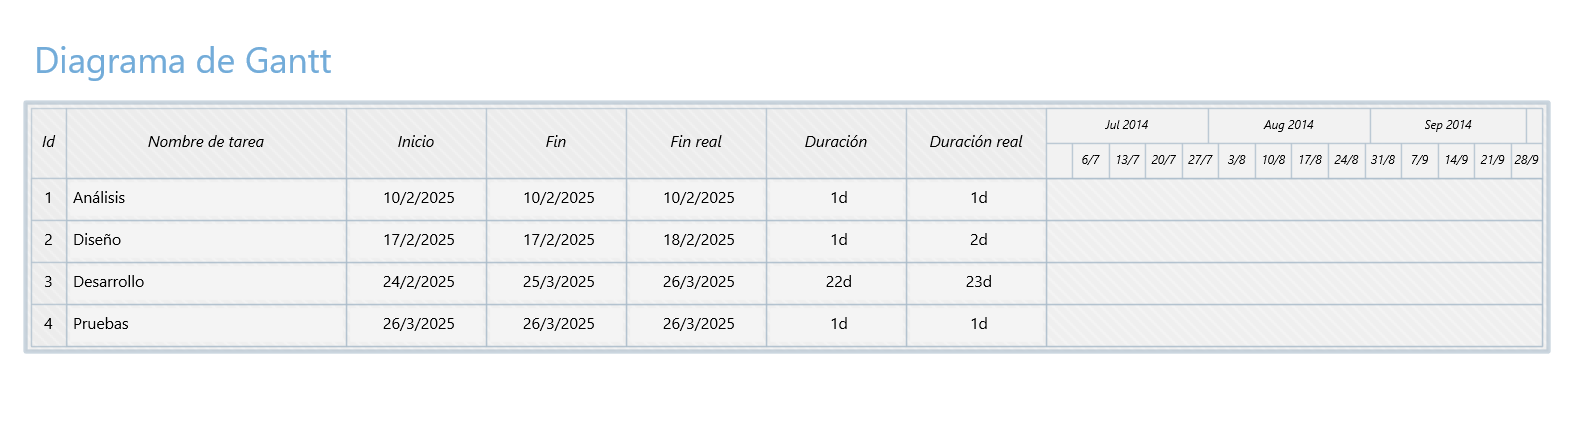 Diagrama de Gantt
Id Nombre de tarea Inicio Fin Fin real Duración Duración real Jul 2014 Aug 2014 Sep 2014
6/7 13/7 20/7 27/7 3/8 10/8 17/8 24/8 31/8 7/9 14/9 21/9 28/9
1 Análisis 10/2/2025 10/2/2025 10/2/2025 1d 1d
2 Diseño 17/2/2025 17/2/2025 18/2/2025 1d 2d
3 Desarrollo 24/2/2025 25/3/2025 26/3/2025 22d 23d
4 Pruebas 26/3/2025 26/3/2025 26/3/2025 1d 1d